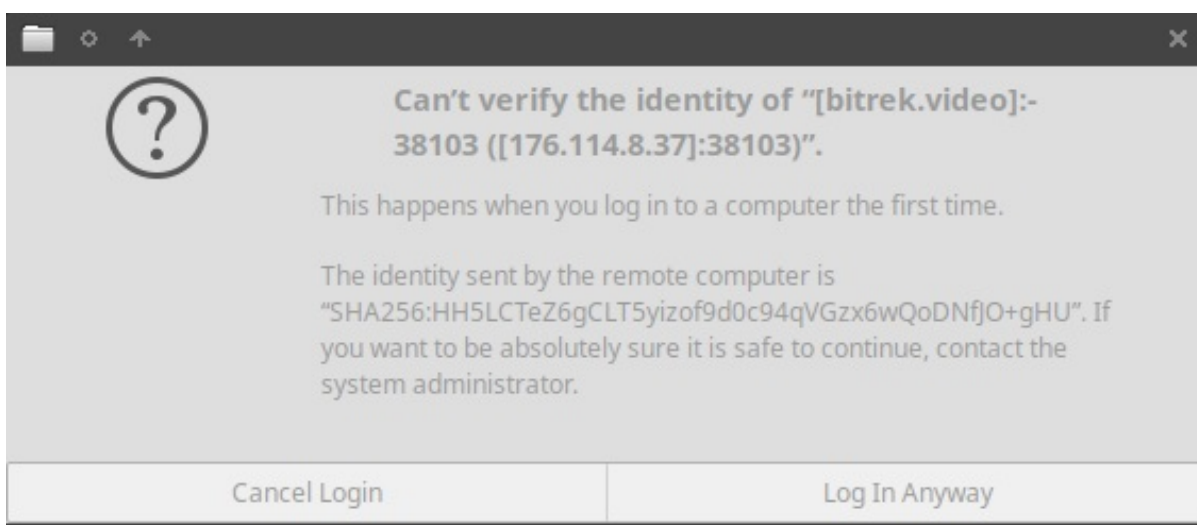 Can’t verify the identity of “[bitrek.video]:-
38103 ([176.114.8.37]:38103)”.
This happens when you log in to a computer the first time.
The identity sent by the remote computer is
“SHA256:HH5LCTeZ6gCLT5yizof9d0c94qVGzx6wQoDNfJO+gHU”. If
you want to be absolutely sure it is safe to continue, contact the
system administrator.
Cancel Login
Log In Anyway